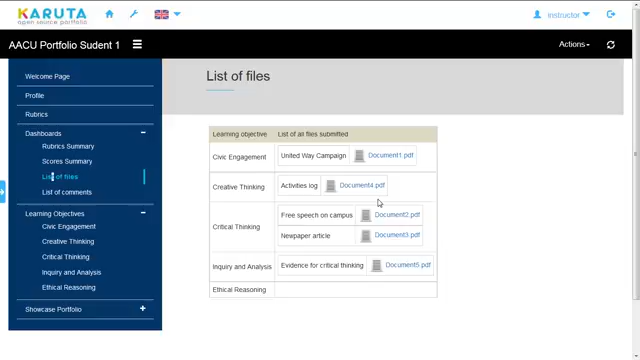 KARUTA
open source portfolio
instructor
AACU Portfolio Sudent 1
Actions
Welcome Page
Profile
Rubrics
Dashboards
Rubrics Summary
Scores Summary
List of files
List of comments
Learning Objectives
Civic Engagement
Creative Thinking
Critical Thinking
Inquiry and Analysis
Ethical Reasoning
Showcase Portfolio
List of files
Learning objective List of all files submitted
Civic Engagement United Way Campaign Document1.pdf
Creative Thinking Activities log Document4.pdf
Critical Thinking Free speech on campus Document2.pdf
Newpaper article Document3.pdf
Inquiry and Analysis Evidence for critical thinking Document5.pdf
Ethical Reasoning